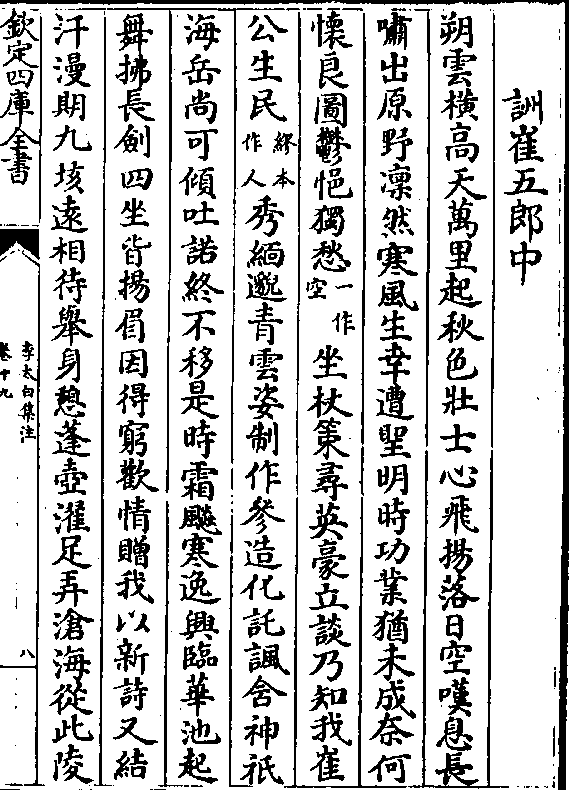 訓崔五郎中
朔雲橫高天萬里起秋色壯士心飛揚落日空嘆息長
嘯出原野凜然寒風生幸遭聖明時功業猶未成奈何
懷良圖鬱悒獨愁一作空坐杖策尋英豪立談乃知我崔
公生民繆本作人秀緬邈青雲姿制作參造化託諷含神祇
海岳尚可傾吐諾終不移是時霜飈寒逸興臨華池起
舞拂長劍四坐皆揚眉因得窮歡情贈我以新詩又結
汗漫期九垓逺相待舉身憩蓬壺濯足弄滄海從此陵
欽定四庫全書
李太白集注
卷十九
八